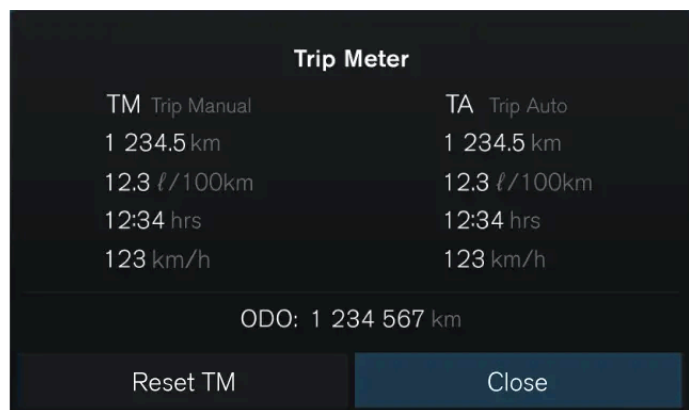 Trip Meter
TM Trip Manual
1 234.5 km
12.3 ℓ/100km
12:34 hrs
123 km/h
TA Trip Auto
1 234.5 km
12.3 ℓ/100km
12:34 hrs
123 km/h
ODO: 1 234 567 km
Reset TM
Close